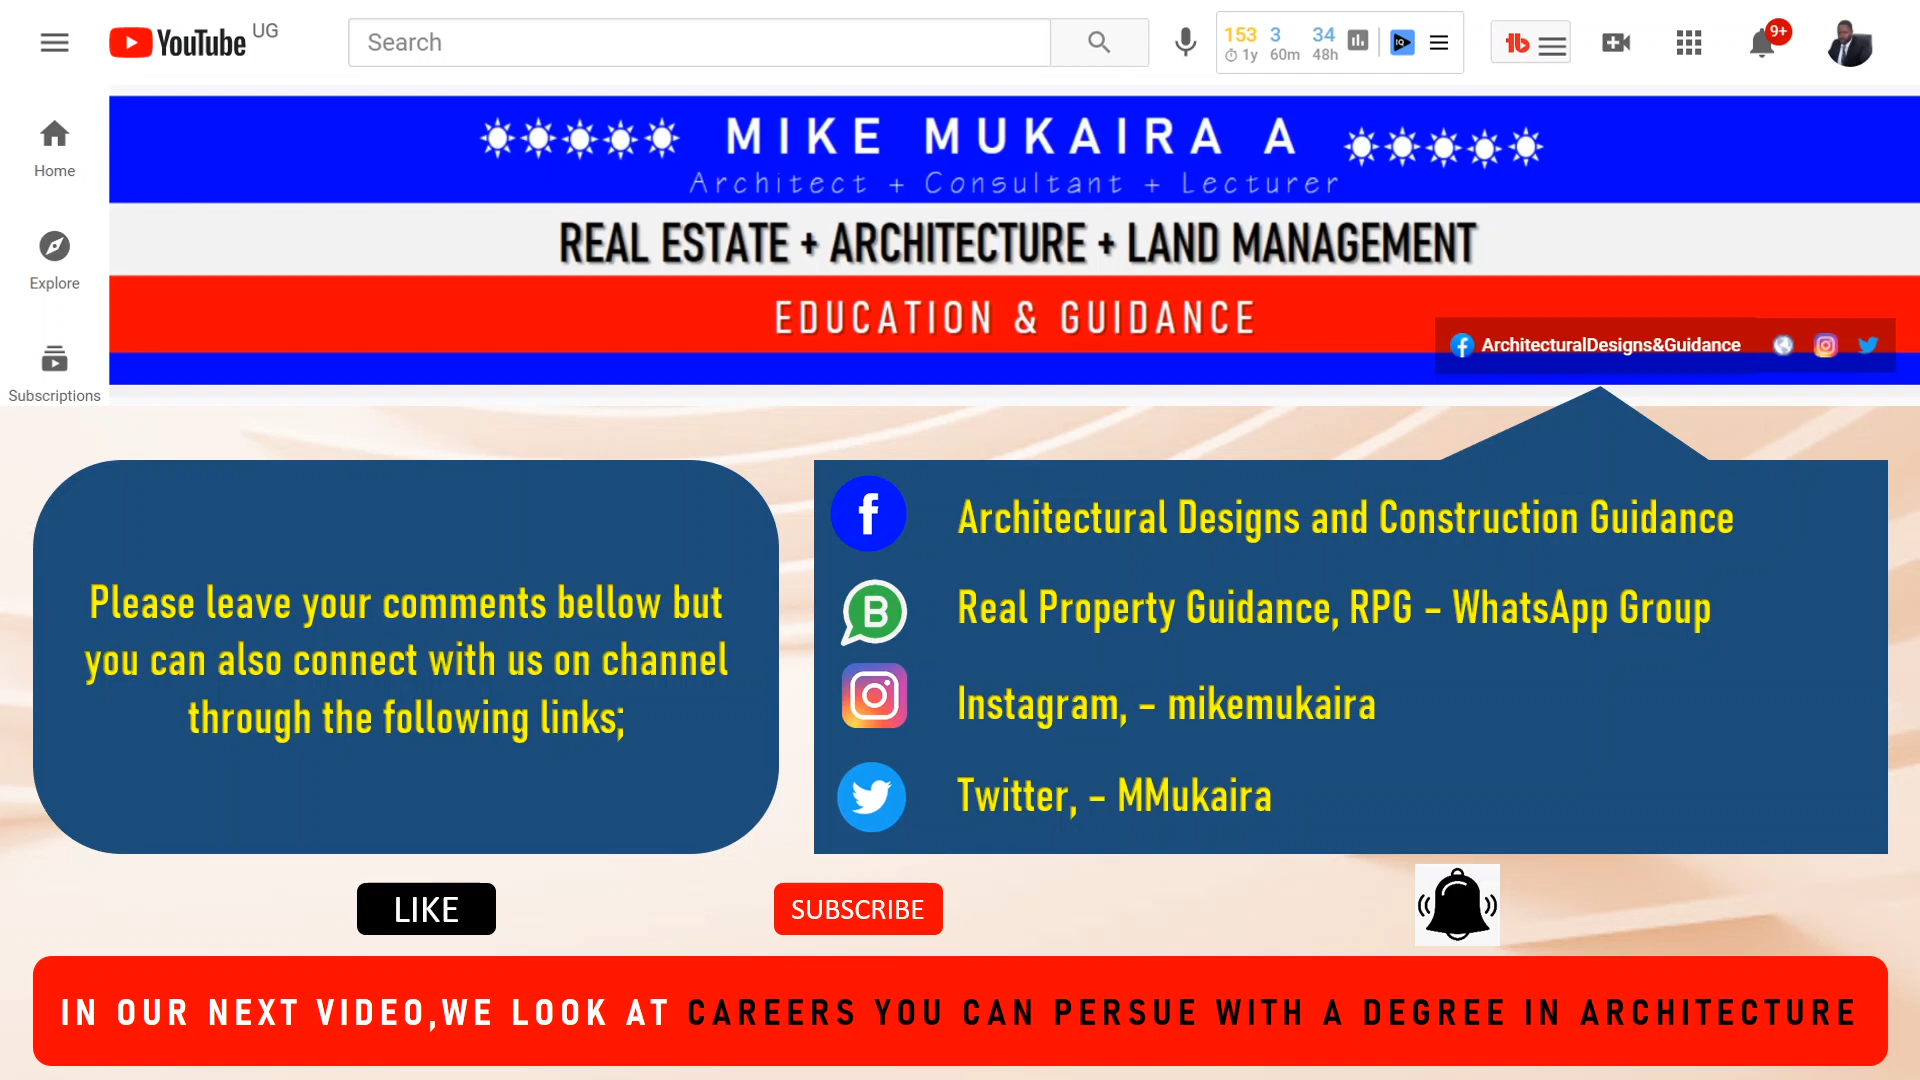 YouTube UG
Search
153 3 34
1y 60m 48h
IQ
tb
9+
MIKE MUKAIRA A
Architect + Consultant + Lecturer
Home
REAL ESTATE + ARCHITECTURE + LAND MANAGEMENT
Explore
EDUCATION & GUIDANCE
ArchitecturalDesigns&Guidance
Subscriptions
Please leave your comments bellow but
you can also connect with us on channel
through the following links;
Architectural Designs and Construction Guidance
Real Property Guidance, RPG – WhatsApp Group
Instagram, – mikemukaira
Twitter, – MMukaira
LIKE
SUBSCRIBE
IN OUR NEXT VIDEO,WE LOOK AT CAREERS YOU CAN PERSUE WITH A DEGREE IN ARCHITECTURE